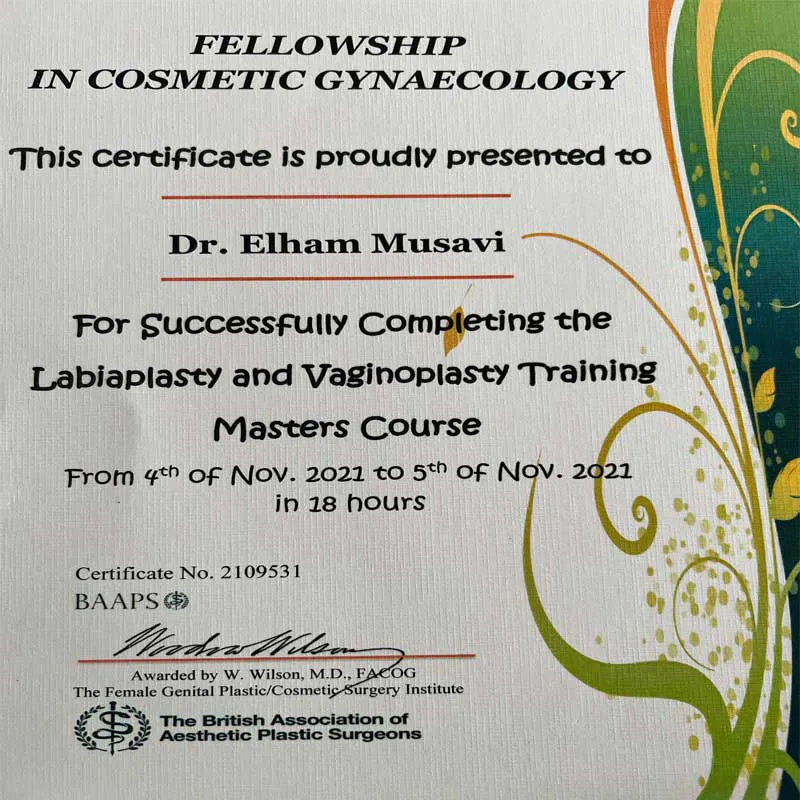 FELLOWSHIP
IN COSMETIC GYNAECOLOGY
This certificate is proudly presented to
Dr. Elham Musavi
For Successfully Completing the
Labiaplasty and Vaginoplasty Training
Masters Course
From 4th of Nov. 2021 to 5th of Nov. 2021
in 18 hours
Certificate No. 2109531
BAAPS
Woodrow Wilson
Awarded by W. Wilson, M.D., FACOG
The Female Genital Plastic/Cosmetic Surgery Institute
The British Association of
Aesthetic Plastic Surgeons